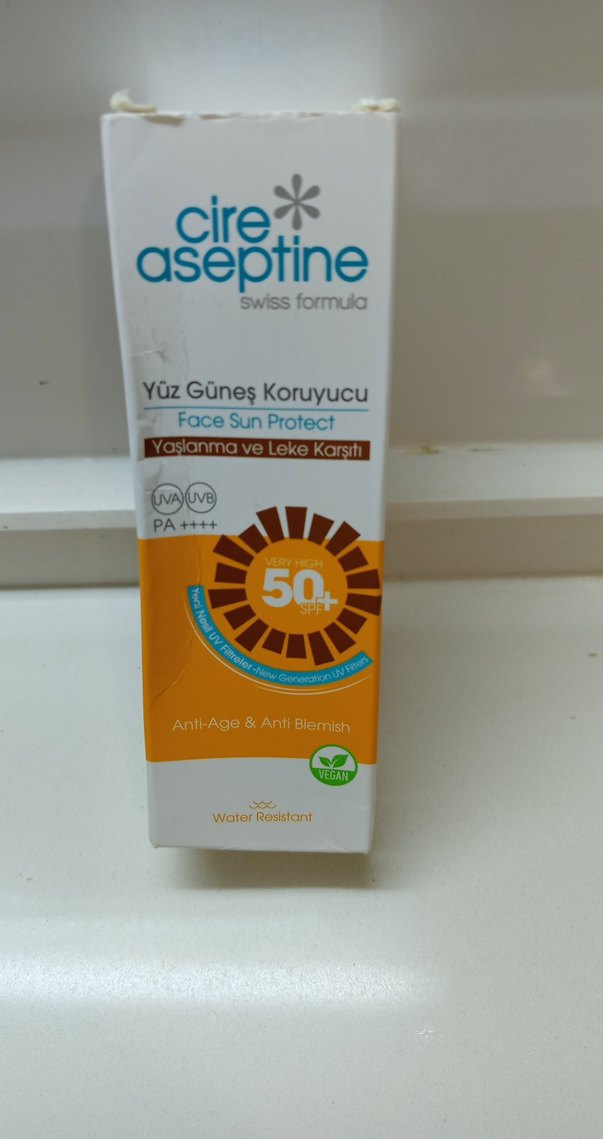 cire
aseptine
swiss formula
Yüz Güneş Koruyucu
Face Sun Protect
Yaşlanma ve Leke Karşıtı
UVA UVB
PA ++++
VERY HIGH
50+
SPF
Yeni Nesil UV Filtreler - New Generation UV Filters
Anti-Age & Anti Blemish
VEGAN
Water Resistant